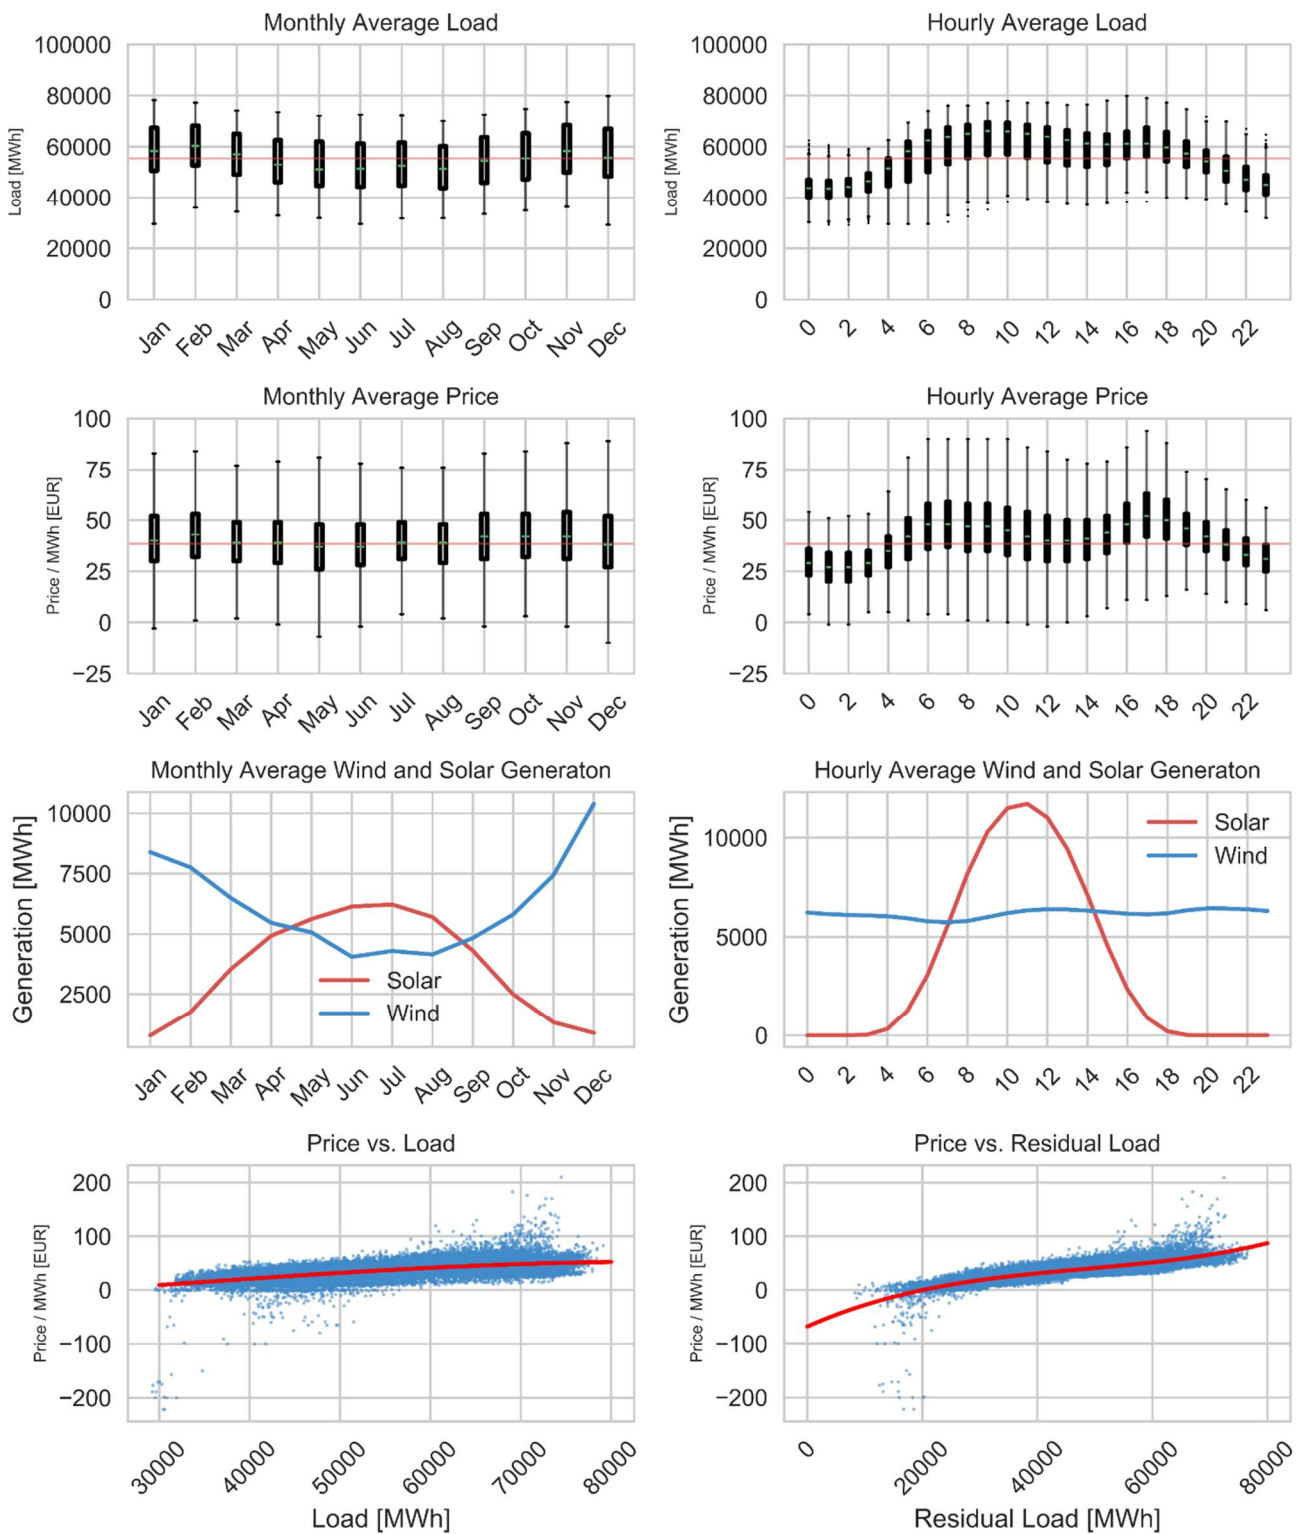 Monthly Average Load
Load [MWh]
100000
80000
60000
40000
20000
0
Jan Feb Mar Apr May Jun Jul Aug Sep Oct Nov Dec
Hourly Average Load
Load [MWh]
100000
80000
60000
40000
20000
0
0 2 4 6 8 10 12 14 16 18 20 22
Monthly Average Price
Price / MWh [EUR]
100
75
50
25
0
−25
Jan Feb Mar Apr May Jun Jul Aug Sep Oct Nov Dec
Hourly Average Price
Price / MWh [EUR]
100
75
50
25
0
−25
0 2 4 6 8 10 12 14 16 18 20 22
Monthly Average Wind and Solar Generaton
Generation [MWh]
10000
7500
5000
2500
Solar
Wind
Jan Feb Mar Apr May Jun Jul Aug Sep Oct Nov Dec
Hourly Average Wind and Solar Generaton
Generation [MWh]
10000
5000
0
Solar
Wind
0 2 4 6 8 10 12 14 16 18 20 22
Price vs. Load
Price / MWh [EUR]
200
100
0
−100
−200
30000 40000 50000 60000 70000 80000
Load [MWh]
Price vs. Residual Load
Price / MWh [EUR]
200
100
0
−100
−200
0 20000 40000 60000 80000
Residual Load [MWh]